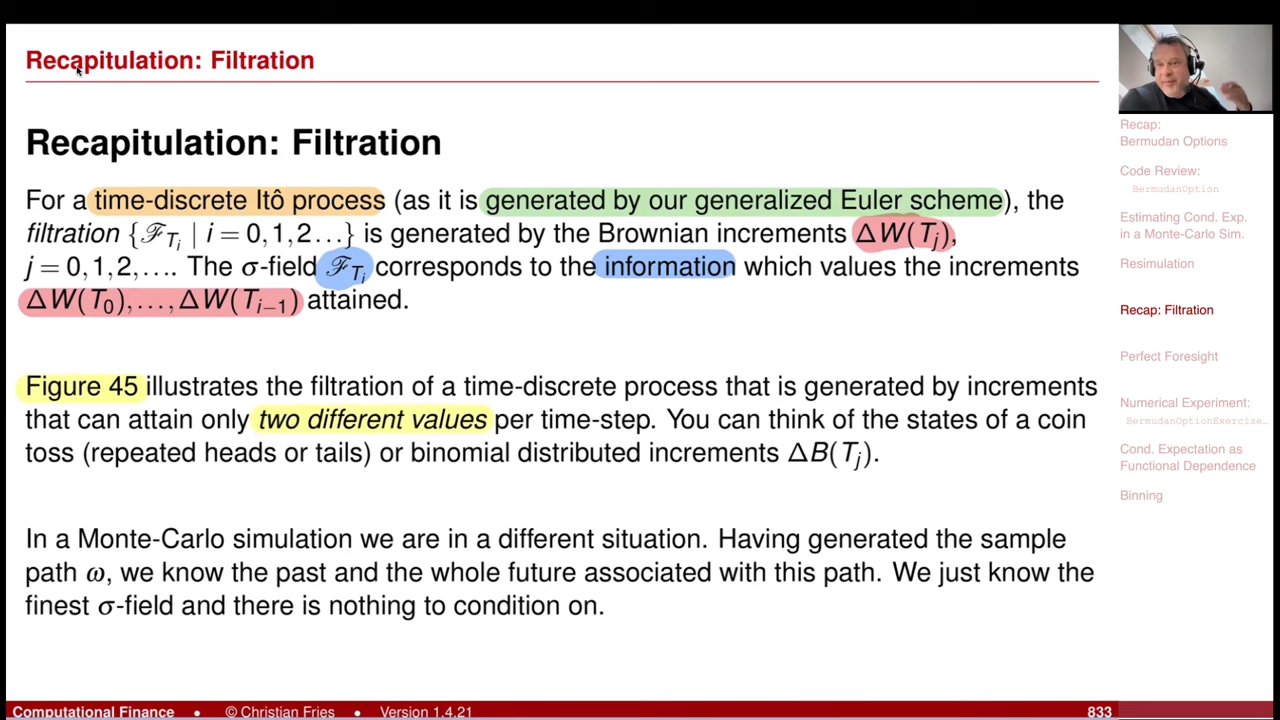 Recapitulation: Filtration
Recapitulation: Filtration
For a time-discrete Itô process (as it is generated by our generalized Euler scheme), the
filtration {ℱ_{T_i} | i = 0, 1, 2 ...} is generated by the Brownian increments ΔW(T_j),
j = 0, 1, 2, .... The σ-field ℱ_{T_i} corresponds to the information which values the increments
ΔW(T_0), ..., ΔW(T_{i−1}) attained.
Figure 45 illustrates the filtration of a time-discrete process that is generated by increments
that can attain only two different values per time-step. You can think of the states of a coin
toss (repeated heads or tails) or binomial distributed increments ΔB(T_j).
In a Monte-Carlo simulation we are in a different situation. Having generated the sample
path ω, we know the past and the whole future associated with this path. We just know the
finest σ-field and there is nothing to condition on.
Recap:
Bermudan Options
Code Review:
BermudanOption
Estimating Cond. Exp.
in a Monte-Carlo Sim.
Resimulation
Recap: Filtration
Perfect Foresight
Numerical Experiment:
BermudanOptionExercise…
Cond. Expectation as
Functional Dependence
Binning
Computational Finance • © Christian Fries • Version 1.4.21 833